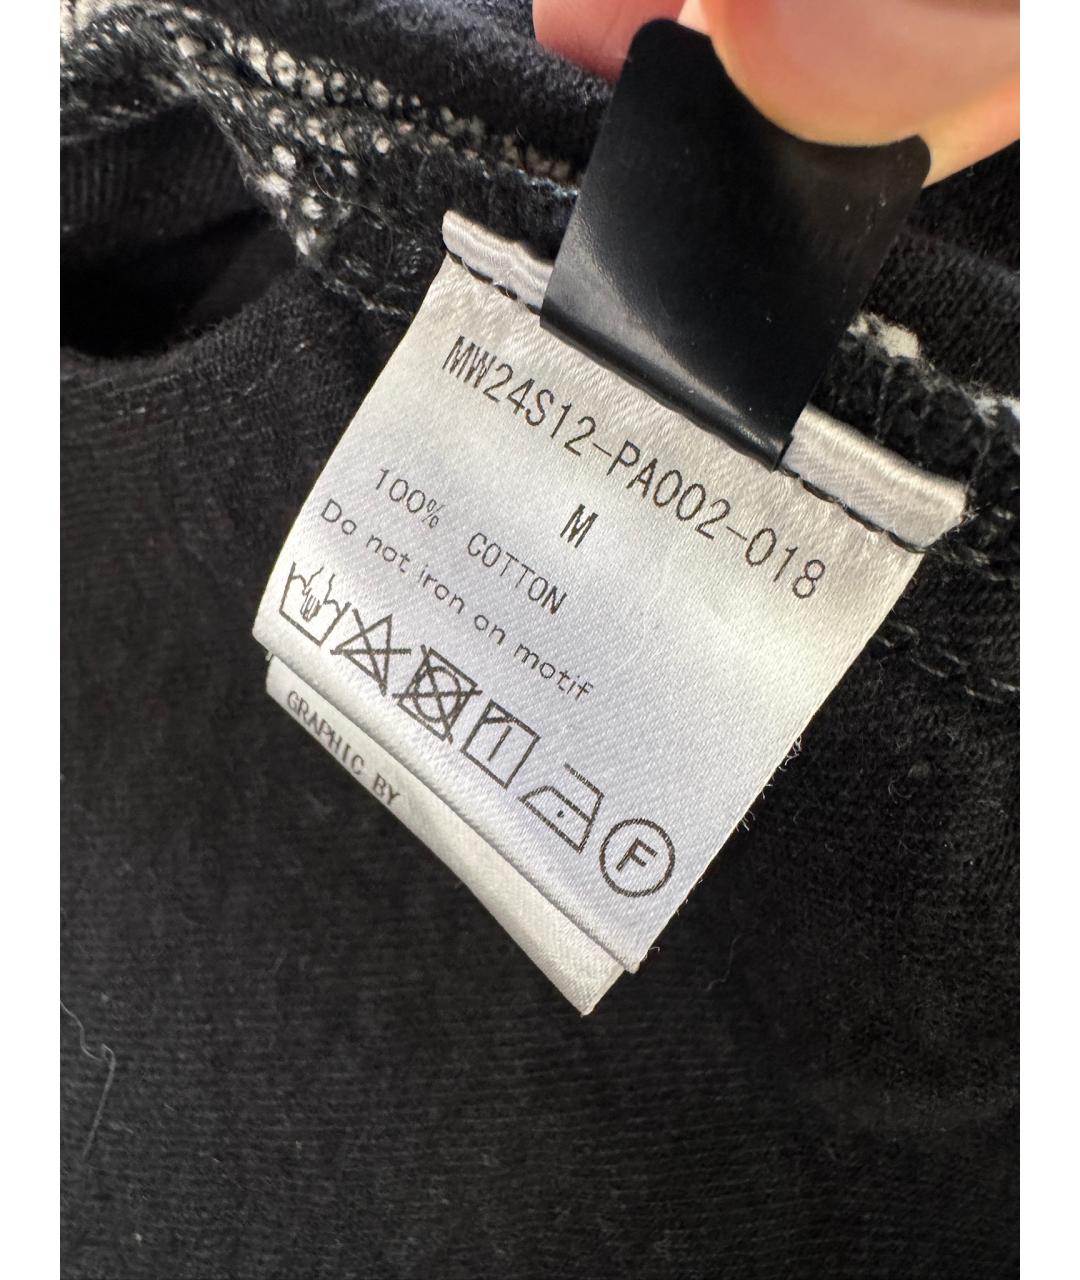 MW24S12-PA002-018
M
100% COTTON
Do not iron on motif
F
GRAPHIC BY